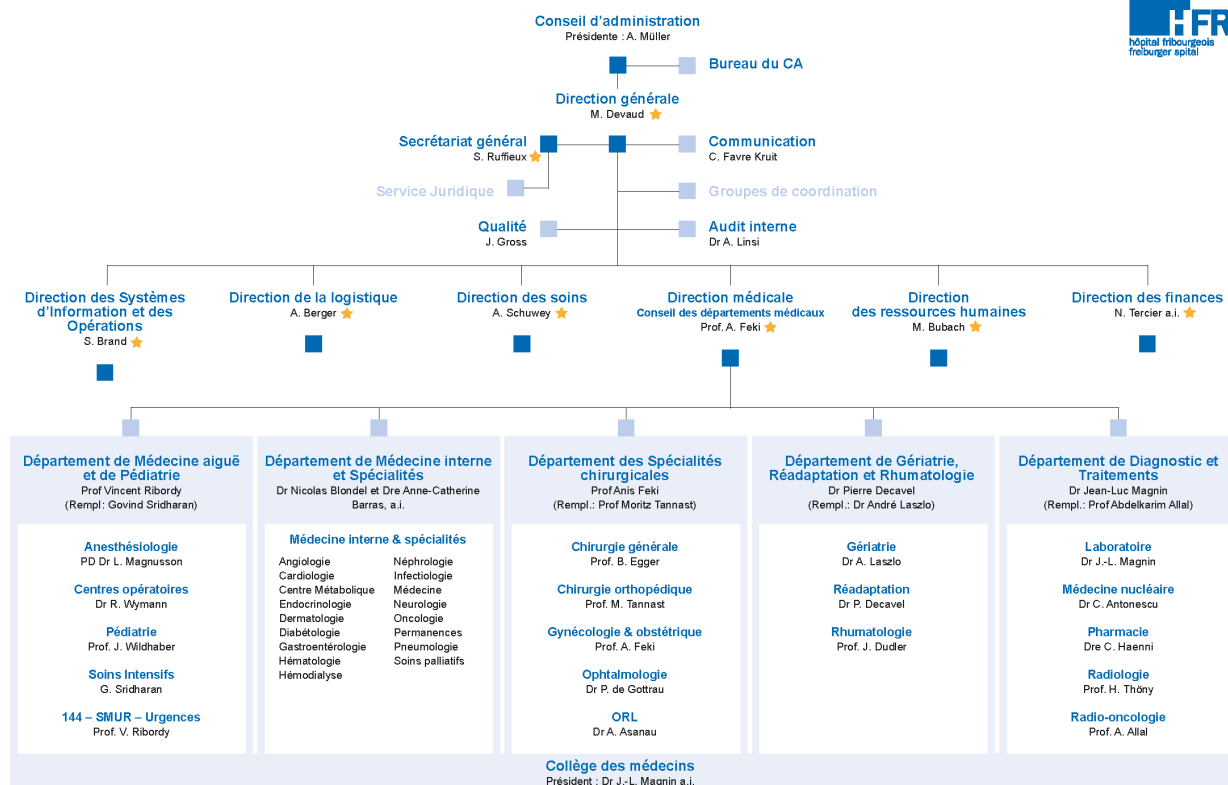 HFR
hôpital fribourgeois
freiburger spital
Conseil d'administration
Présidente : A. Müller
Bureau du CA
Direction générale
M. Devaud
Secrétariat général
S. Ruffieux
Communication
C. Favre Kruit
Service Juridique
Groupes de coordination
Qualité
J. Gross
Audit interne
Dr A. Linsi
Direction des Systèmes
d'Information et des
Opérations
S. Brand
Direction de la logistique
A. Berger
Direction des soins
A. Schuwey
Direction médicale
Conseil des départements médicaux
Prof. A. Feki
Direction
des ressources humaines
M. Bubach
Direction des finances
N. Tercier a.i.
Département de Médecine aiguë
et de Pédiatrie
Prof Vincent Ribordy
(Rempl.: Govind Sridharan)
Anesthésiologie
PD Dr L. Magnusson
Centres opératoires
Dr R. Wymann
Pédiatrie
Prof. J. Wildhaber
Soins Intensifs
G. Sridharan
144 – SMUR – Urgences
Prof. V. Ribordy
Département de Médecine interne
et Spécialités
Dr Nicolas Blondel et Dre Anne-Catherine
Barras, a.i.
Médecine interne & spécialités
Angiologie
Cardiologie
Centre Métabolique
Endocrinologie
Dermatologie
Diabétologie
Gastroentérologie
Hématologie
Hémodialyse
Néphrologie
Infectiologie
Médecine
Neurologie
Oncologie
Permanences
Pneumologie
Soins palliatifs
Département des Spécialités
chirurgicales
Prof Anis Feki
(Rempl.: Prof Moritz Tannast)
Chirurgie générale
Prof. B. Egger
Chirurgie orthopédique
Prof. M. Tannast
Gynécologie & obstétrique
Prof. A. Feki
Ophtalmologie
Dr P. de Gottrau
ORL
Dr A. Asanau
Département de Gériatrie,
Réadaptation et Rhumatologie
Dr Pierre Decavel
(Rempl.: Dr André Laszlo)
Gériatrie
Dr A. Laszlo
Réadaptation
Dr P. Decavel
Rhumatologie
Prof. J. Dudler
Département de Diagnostic et
Traitements
Dr Jean-Luc Magnin
(Rempl.: Prof Abdelkarim Allal)
Laboratoire
Dr J.-L. Magnin
Médecine nucléaire
Dr C. Antonescu
Pharmacie
Dre C. Haenni
Radiologie
Prof. H. Thöny
Radio-oncologie
Prof. A. Allal
Collège des médecins
Président : Dr J.-L. Magnin a.i.